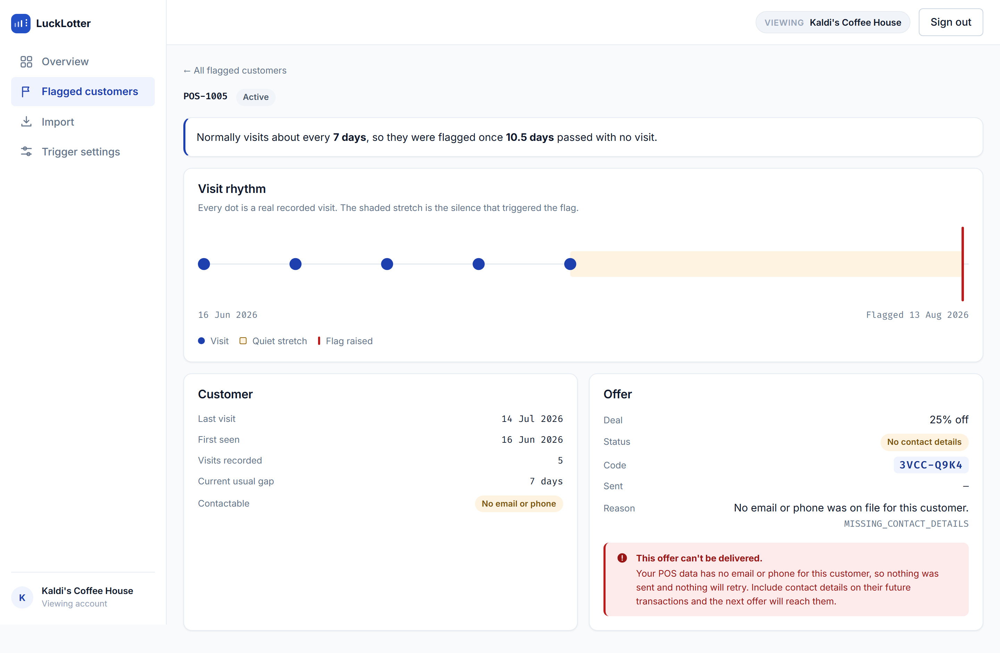 LuckLotter
VIEWING Kaldi's Coffee House
Sign out
Overview
Flagged customers
Import
Trigger settings
← All flagged customers
POS-1005 Active
Normally visits about every 7 days, so they were flagged once 10.5 days passed with no visit.
Visit rhythm
Every dot is a real recorded visit. The shaded stretch is the silence that triggered the flag.
16 Jun 2026
Flagged 13 Aug 2026
Visit Quiet stretch Flag raised
Customer
Last visit 14 Jul 2026
First seen 16 Jun 2026
Visits recorded 5
Current usual gap 7 days
Contactable No email or phone
Offer
Deal 25% off
Status No contact details
Code 3VCC-Q9K4
Sent –
Reason No email or phone was on file for this customer.
MISSING_CONTACT_DETAILS
This offer can't be delivered.
Your POS data has no email or phone for this customer, so nothing was
sent and nothing will retry. Include contact details on their future
transactions and the next offer will reach them.
K
Kaldi's Coffee House
Viewing account